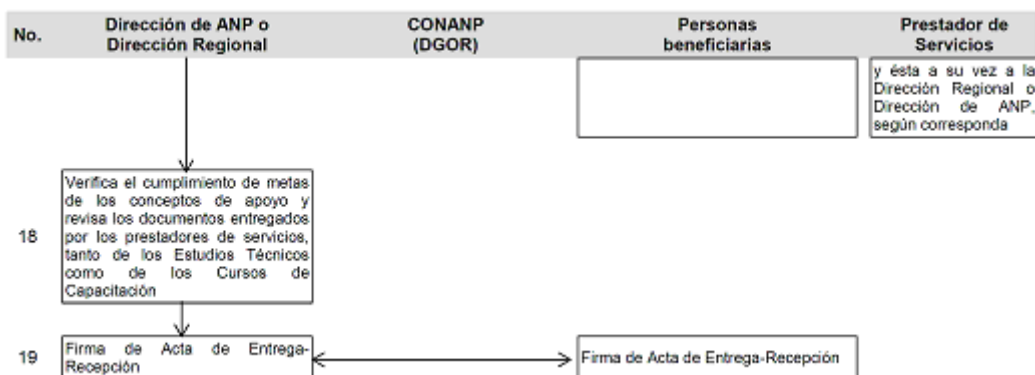 No.
Dirección de ANP o
Dirección Regional
CONANP
(DGOR)
Personas
beneficiarias
Prestador de
Servicios
y ésta a su vez a la
Dirección Regional o
Dirección de ANP,
según corresponda
18
Verifica el cumplimiento de metas
de los conceptos de apoyo y
revisa los documentos entregados
por los prestadores de servicios,
tanto de los Estudios Técnicos
como de los Cursos de
Capacitación
19
Firma de Acta de Entrega-
Recepción
Firma de Acta de Entrega-Recepción